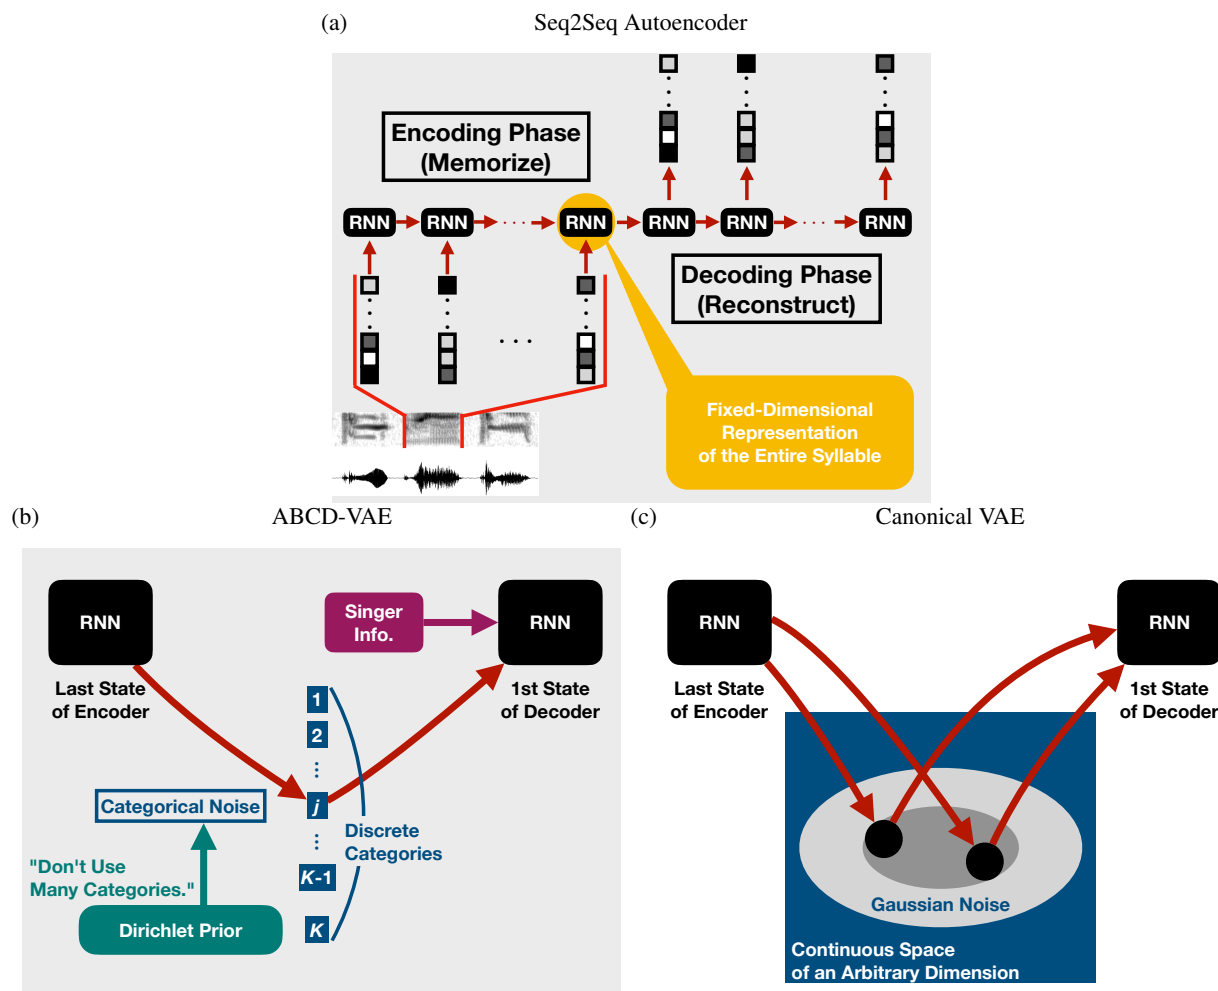 (a)
Seq2Seq Autoencoder
Encoding Phase
(Memorize)
RNN
RNN
· · ·
RNN
RNN
RNN
· · ·
RNN
Decoding Phase
(Reconstruct)
· · ·
Fixed-Dimensional
Representation
of the Entire Syllable
(b)
ABCD-VAE
RNN
Last State
of Encoder
Singer
Info.
RNN
1st State
of Decoder
1
2
j
K-1
K
Discrete
Categories
Categorical Noise
"Don't Use
Many Categories."
Dirichlet Prior
(c)
Canonical VAE
RNN
Last State
of Encoder
RNN
1st State
of Decoder
Gaussian Noise
Continuous Space
of an Arbitrary Dimension